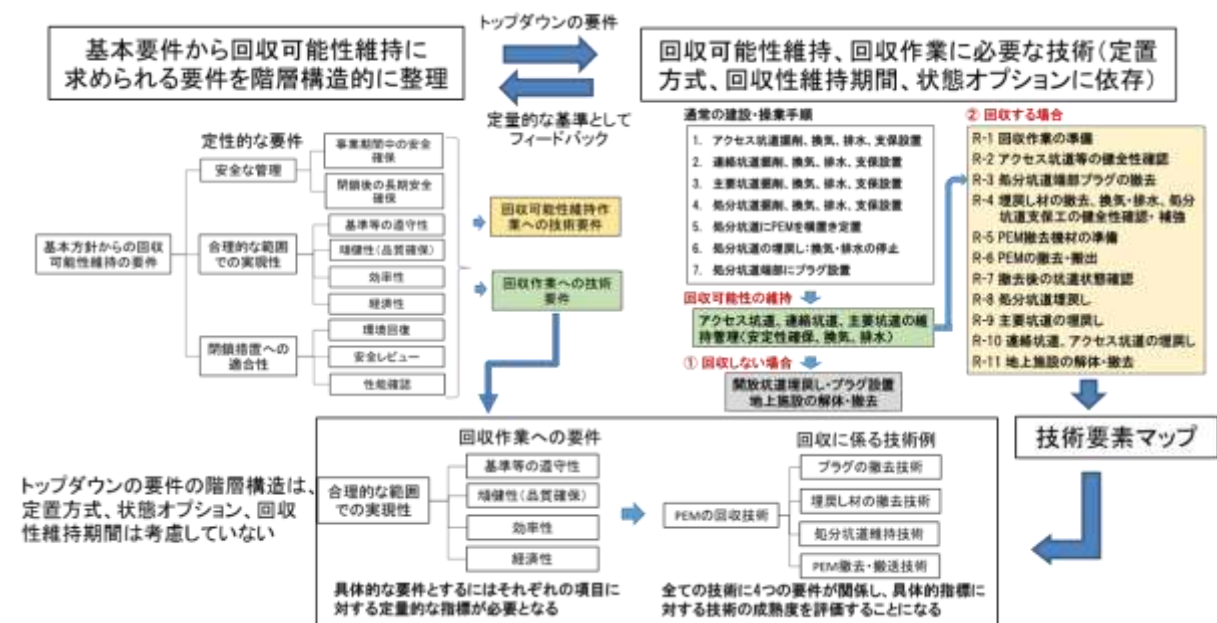 トップダウンの要件
基本要件から回収可能性維持に
求められる要件を階層構造的に整理
定量的な基準として
フィードバック
回収可能性維持、回収作業に必要な技術(定置
方式、回収性維持期間、状態オプションに依存)
定性的な要件
基本方針からの回収
可能性維持の要件
安全な管理
事業期間中の安全
確保
閉鎖後の長期安全
確保
合理的な範囲
での実現性
基準等の遵守性
頑健性(品質確保)
効率性
経済性
閉鎖措置への
適合性
環境回復
安全レビュー
性能確認
回収可能性維持作
業への技術要件
回収作業への技術
要件
通常の建設・操業手順
1. アクセス坑道掘削、換気、排水、支保設置
2. 連絡坑道掘削、換気、排水、支保設置
3. 主要坑道掘削、換気、排水、支保設置
4. 処分坑道掘削、換気、排水、支保設置
5. 処分坑道にPEMを横置き定置
6. 処分坑道の埋戻し:換気・排水の停止
7. 処分坑道端部にプラグ設置
回収可能性の維持
アクセス坑道、連絡坑道、主要坑道の維
持管理(安定性確保、換気、排水)
① 回収しない場合
開放坑道埋戻し・プラグ設置
地上施設の解体・撤去
② 回収する場合
R-1 回収作業の準備
R-2 アクセス坑道等の健全性確認
R-3 処分坑道端部プラグの撤去
R-4 埋戻し材の撤去、換気・排水、処分
坑道支保工の健全性確認・補強
R-5 PEM撤去機材の準備
R-6 PEMの撤去・搬出
R-7 撤去後の坑道状態確認
R-8 処分坑道埋戻し
R-9 主要坑道の埋戻し
R-10 連絡坑道、アクセス坑道の埋戻し
R-11 地上施設の解体・撤去
技術要素マップ
トップダウンの要件の階層構造は、
定置方式、状態オプション、回収
性維持期間は考慮していない
回収作業への要件
合理的な範囲
での実現性
基準等の遵守性
頑健性(品質確保)
効率性
経済性
具体的な要件とするにはそれぞれの項目に
対する定量的な指標が必要となる
回収に係る技術例
PEMの回収技術
プラグの撤去技術
埋戻し材の撤去技術
処分坑道維持技術
PEM撤去・搬送技術
全ての技術に4つの要件が関係し、具体的指標に
対する技術の成熟度を評価することになる